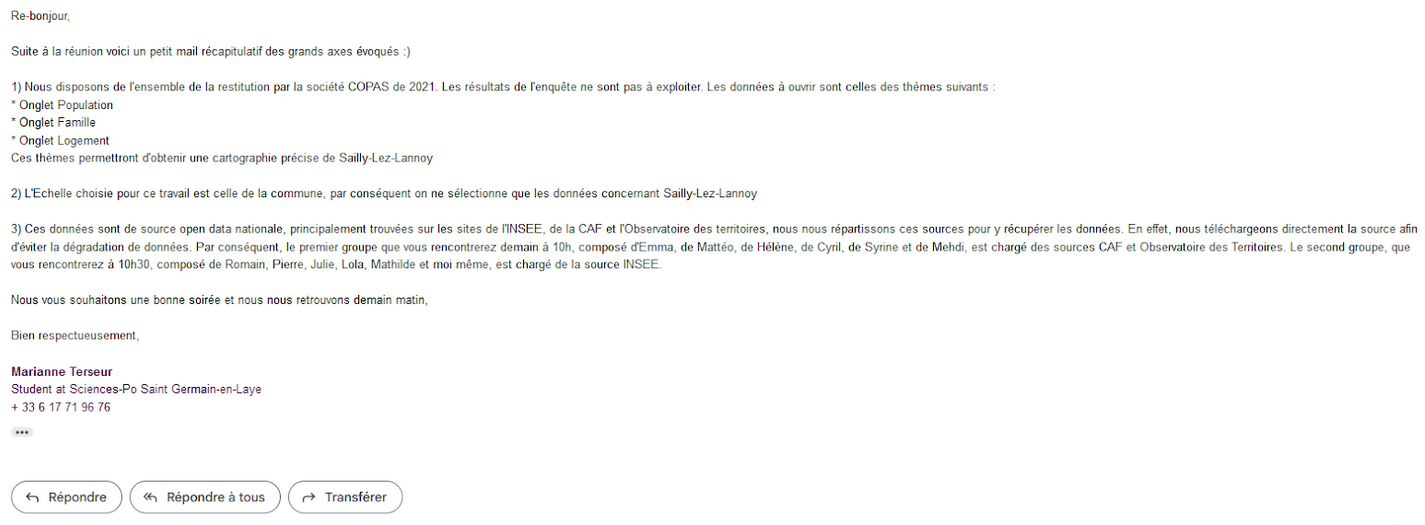 Re-bonjour,
Suite à la réunion voici un petit mail récapitulatif des grands axes évoqués :)
1) Nous disposons de l'ensemble de la restitution par la société COPAS de 2021. Les résultats de l'enquête ne sont pas à exploiter. Les données à ouvrir sont celles des thèmes suivants :
* Onglet Population
* Onglet Famille
* Onglet Logement
Ces thèmes permettront d'obtenir une cartographie précise de Sailly-Lez-Lannoy
2) L'Echelle choisie pour ce travail est celle de la commune, par conséquent on ne sélectionne que les données concernant Sailly-Lez-Lannoy
3) Ces données sont de source open data nationale, principalement trouvées sur les sites de l'INSEE, de la CAF et l'Observatoire des territoires, nous nous répartissons ces sources pour y récupérer les données. En effet, nous téléchargeons directement la source afin
d'éviter la dégradation de données. Par conséquent, le premier groupe que vous rencontrerez demain à 10h, composé d'Emma, de Mattéo, de Hélène, de Cyril, de Syrine et de Mehdi, est chargé des sources CAF et Observatoire des Territoires. Le second groupe, que
vous rencontrerez à 10h30, composé de Romain, Pierre, Julie, Lola, Mathilde et moi même, est chargé de la source INSEE.
Nous vous souhaitons une bonne soirée et nous nous retrouvons demain matin,
Bien respectueusement,
Marianne Terseur
Student at Sciences-Po Saint Germain-en-Laye
+ 33 6 17 71 96 76
Répondre Répondre à tous Transférer